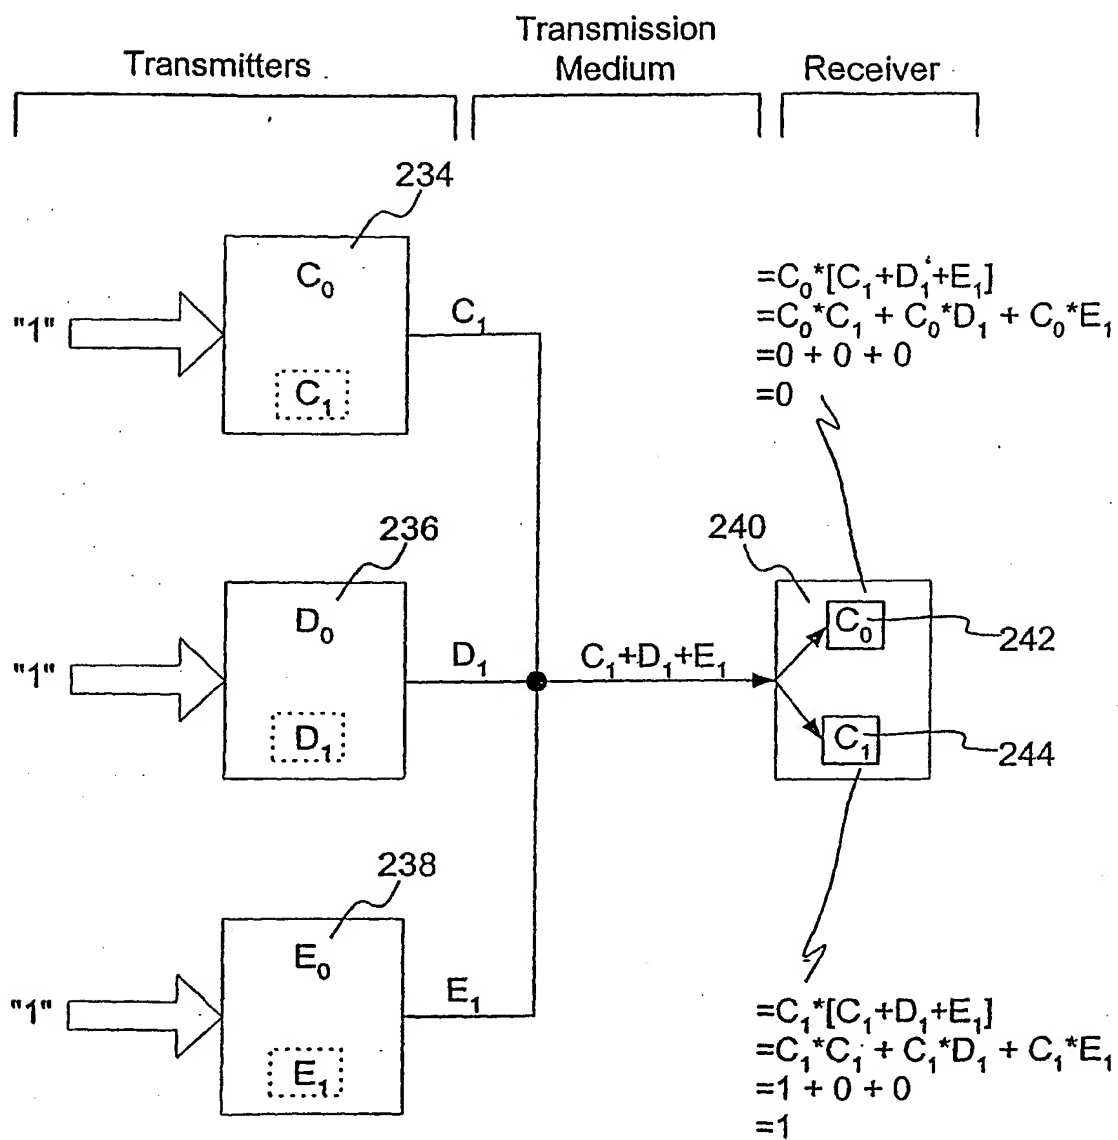 Transmitters
Transmission
Medium
Receiver
234
C₀
"1"
C₁
C₁
=C₀*[C₁+D₁'+E₁]
=C₀*C₁ + C₀*D₁ + C₀*E₁
=0 + 0 + 0
=0
236
D₀
"1"
D₁
D₁
C₁+D₁+E₁
240
C₀
242
C₁
244
238
E₀
"1"
E₁
E₁
=C₁*[C₁+D₁+E₁]
=C₁*C₁ + C₁*D₁ + C₁*E₁
=1 + 0 + 0
=1